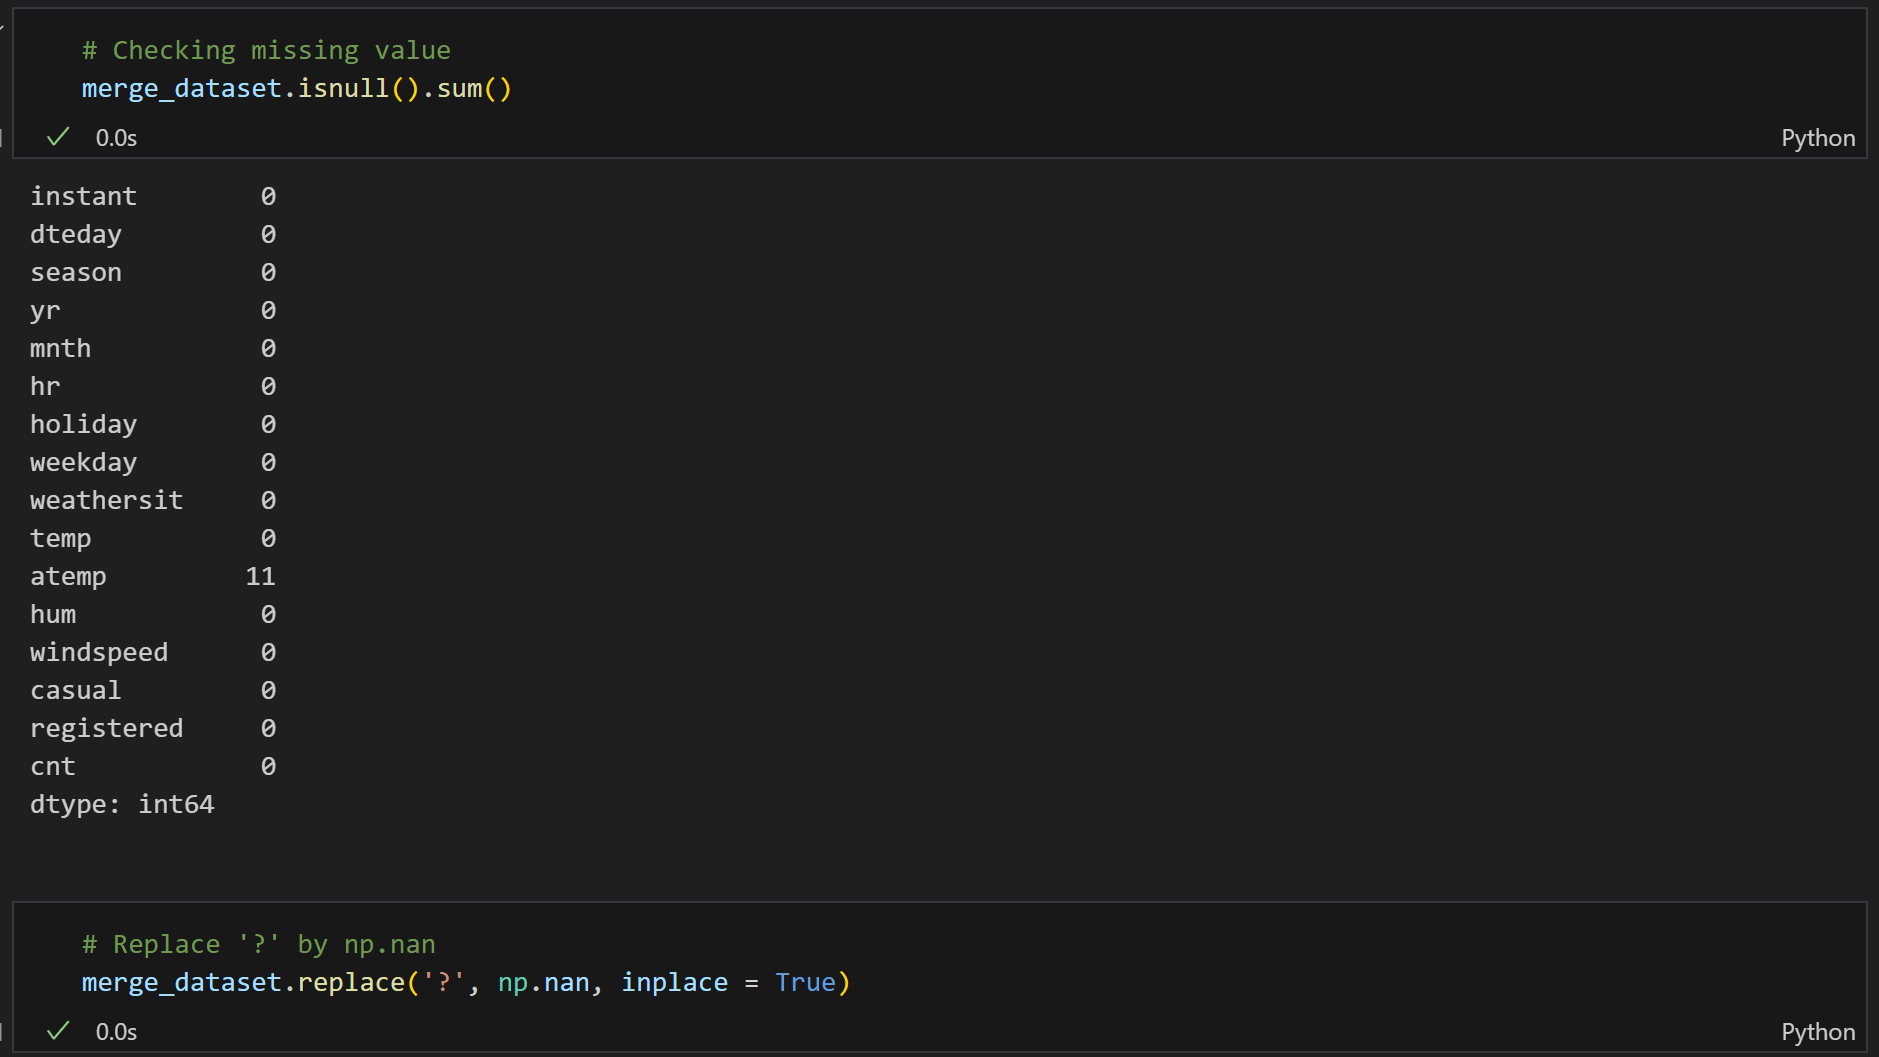 # Checking missing value
merge_dataset.isnull().sum()
0.0s
Python
instant 0
dteday 0
season 0
yr 0
mnth 0
hr 0
holiday 0
weekday 0
weathersit 0
temp 0
atemp 11
hum 0
windspeed 0
casual 0
registered 0
cnt 0
dtype: int64
# Replace '?' by np.nan
merge_dataset.replace('?', np.nan, inplace = True)
0.0s
Python